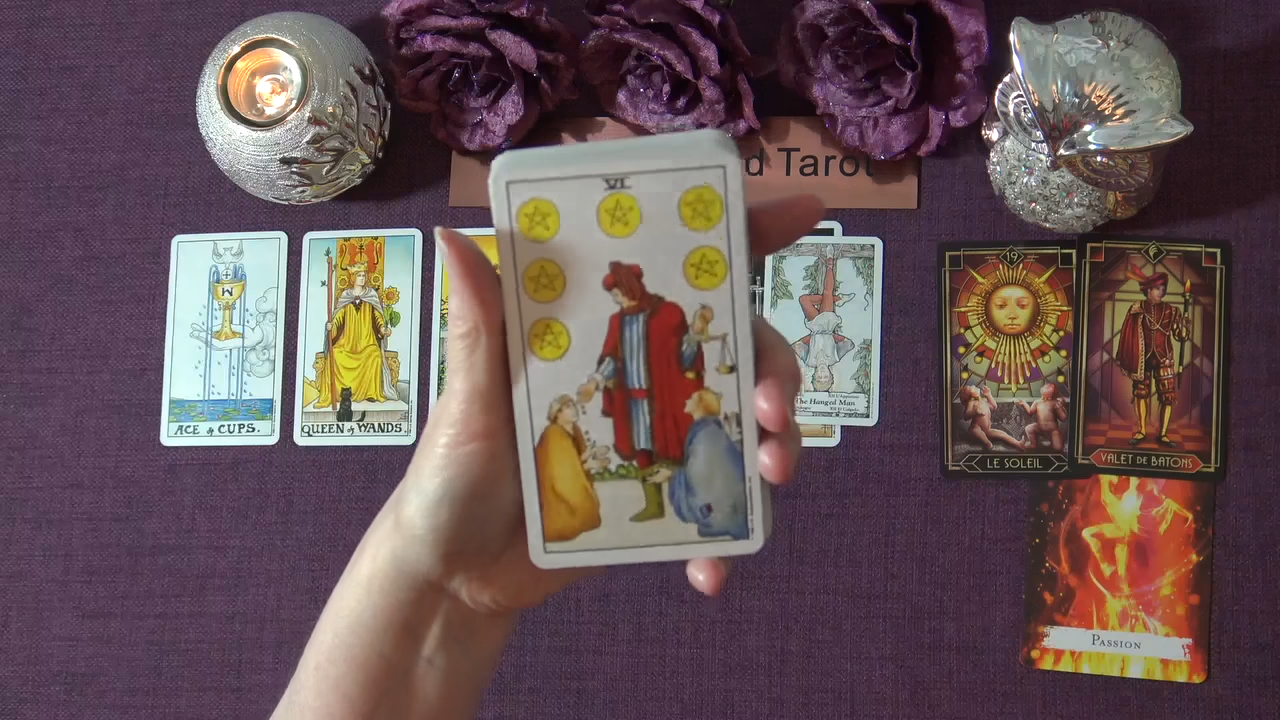 d Tarot
VI
ACE of CUPS.
QUEEN of WANDS.
The Hanged Man
19
LE SOLEIL
VALET DE BATONS
PASSION